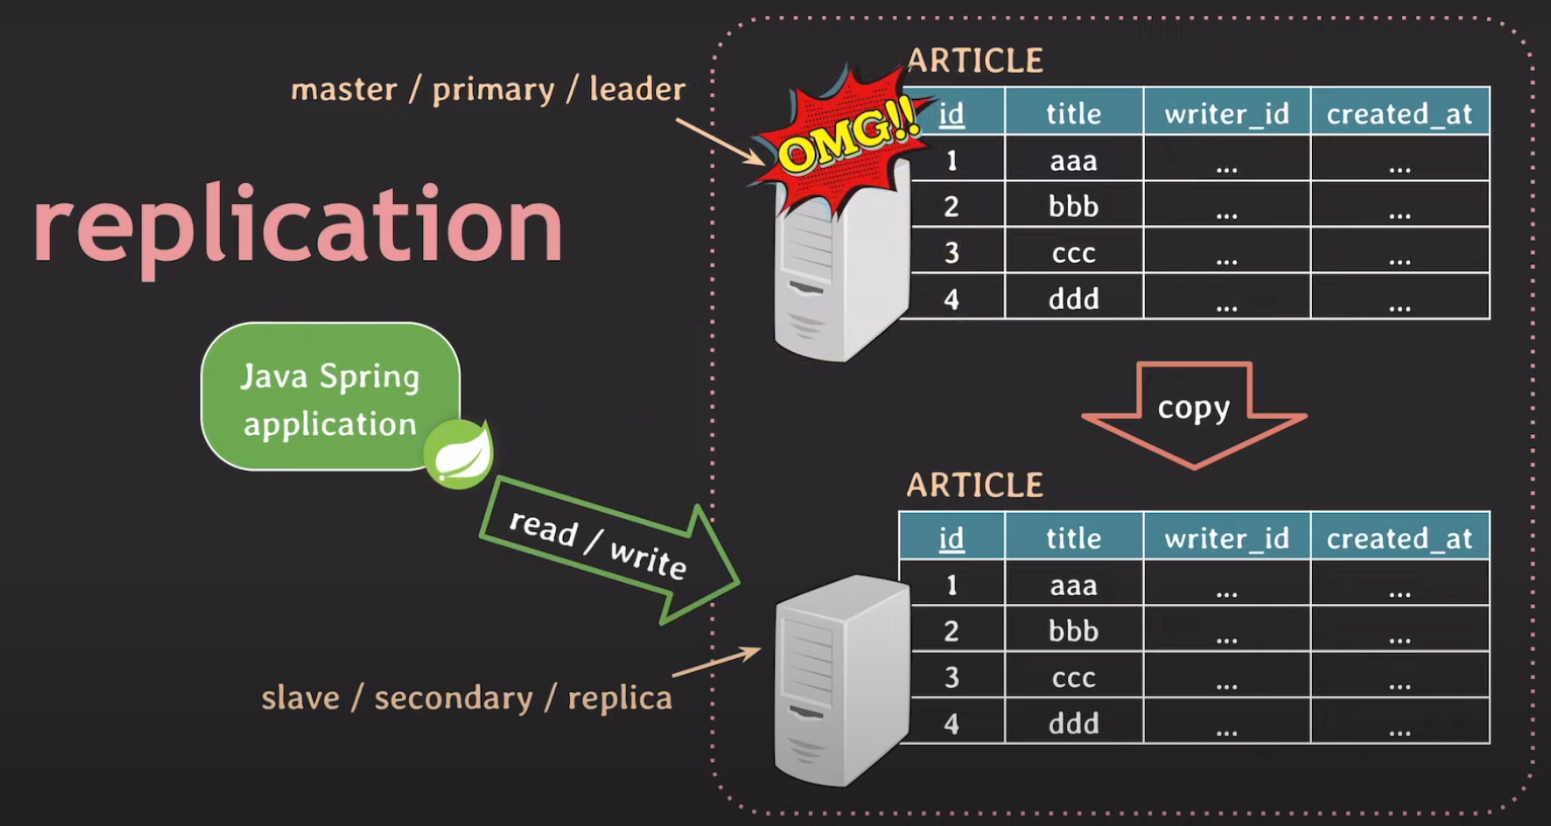 master / primary / leader
replication
Java Spring
application
read / write
slave / secondary / replica
OMG!!
ARTICLE
id title writer_id created_at
1 aaa ... ...
2 bbb ... ...
3 ccc ... ...
4 ddd ... ...
copy
ARTICLE
id title writer_id created_at
1 aaa ... ...
2 bbb ... ...
3 ccc ... ...
4 ddd ... ...